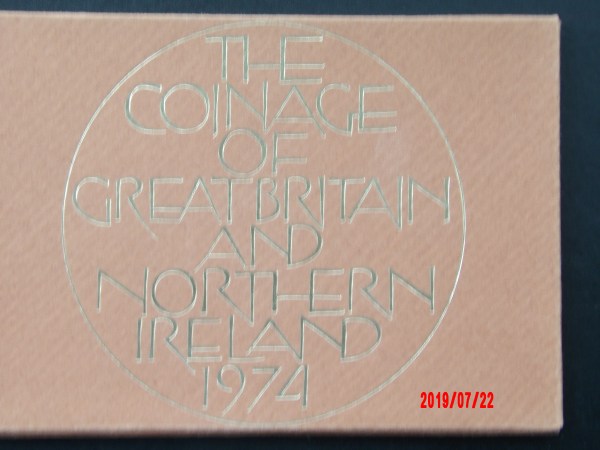 THE
COINAGE
OF
GREAT BRITAIN
AND
NORTHERN
IRELAND
1974
2019/07/22